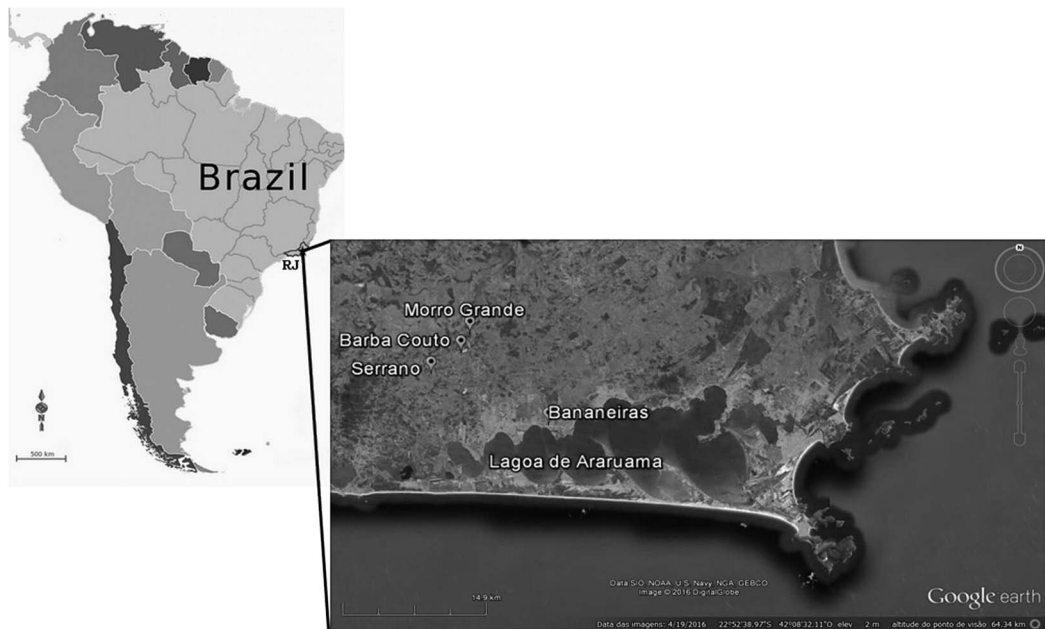 Brazil
RJ
N
500 km
N
Morro Grande
Barba Couto
Serrano
Bananeiras
Lagoa de Araruama
Data SIO, NOAA, U.S. Navy, NGA, GEBCO
Image © 2016 DigitalGlobe
14.9 km
Google earth
Data das imagens: 4/19/2016 22°52'38.97"S 42°08'32.11"O elev 2 m altitude do ponto de visão 64.34 km